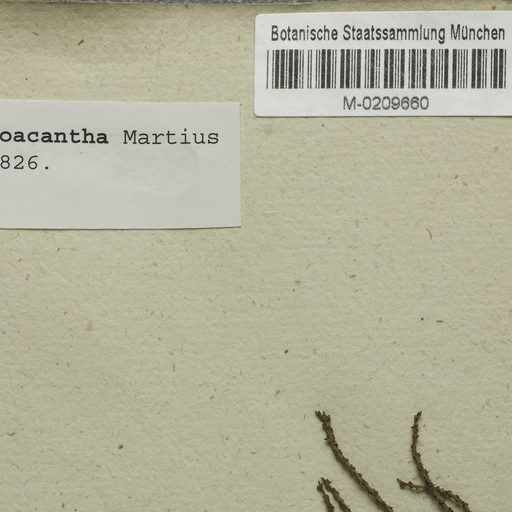 Botanische Staatssammlung München
M-0209660
oacantha Martius
826.